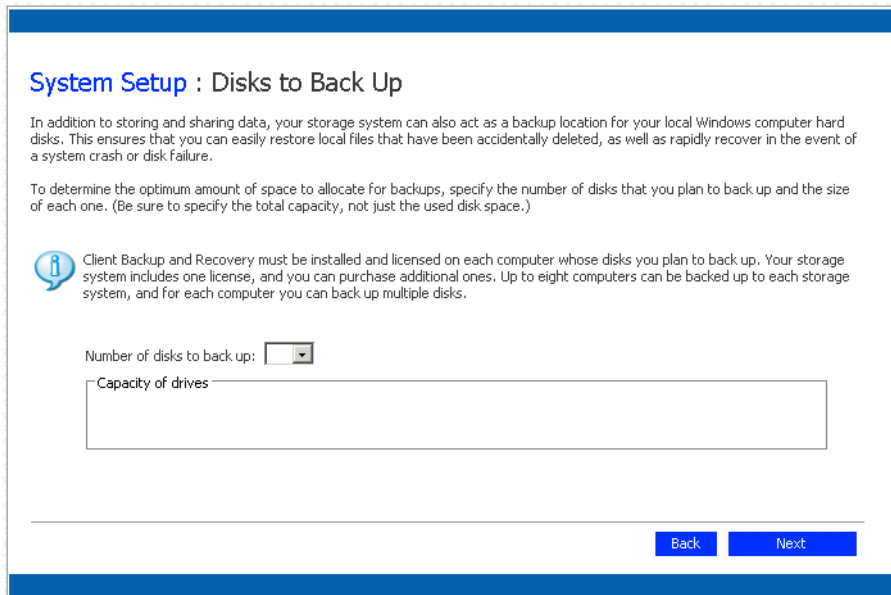 System Setup : Disks to Back Up
In addition to storing and sharing data, your storage system can also act as a backup location for your local Windows computer hard
disks. This ensures that you can easily restore local files that have been accidentally deleted, as well as rapidly recover in the event of
a system crash or disk failure.
To determine the optimum amount of space to allocate for backups, specify the number of disks that you plan to back up and the size
of each one. (Be sure to specify the total capacity, not just the used disk space.)
Client Backup and Recovery must be installed and licensed on each computer whose disks you plan to back up. Your storage
system includes one license, and you can purchase additional ones. Up to eight computers can be backed up to each storage
system, and for each computer you can back up multiple disks.
Number of disks to back up:
Capacity of drives
Back Next